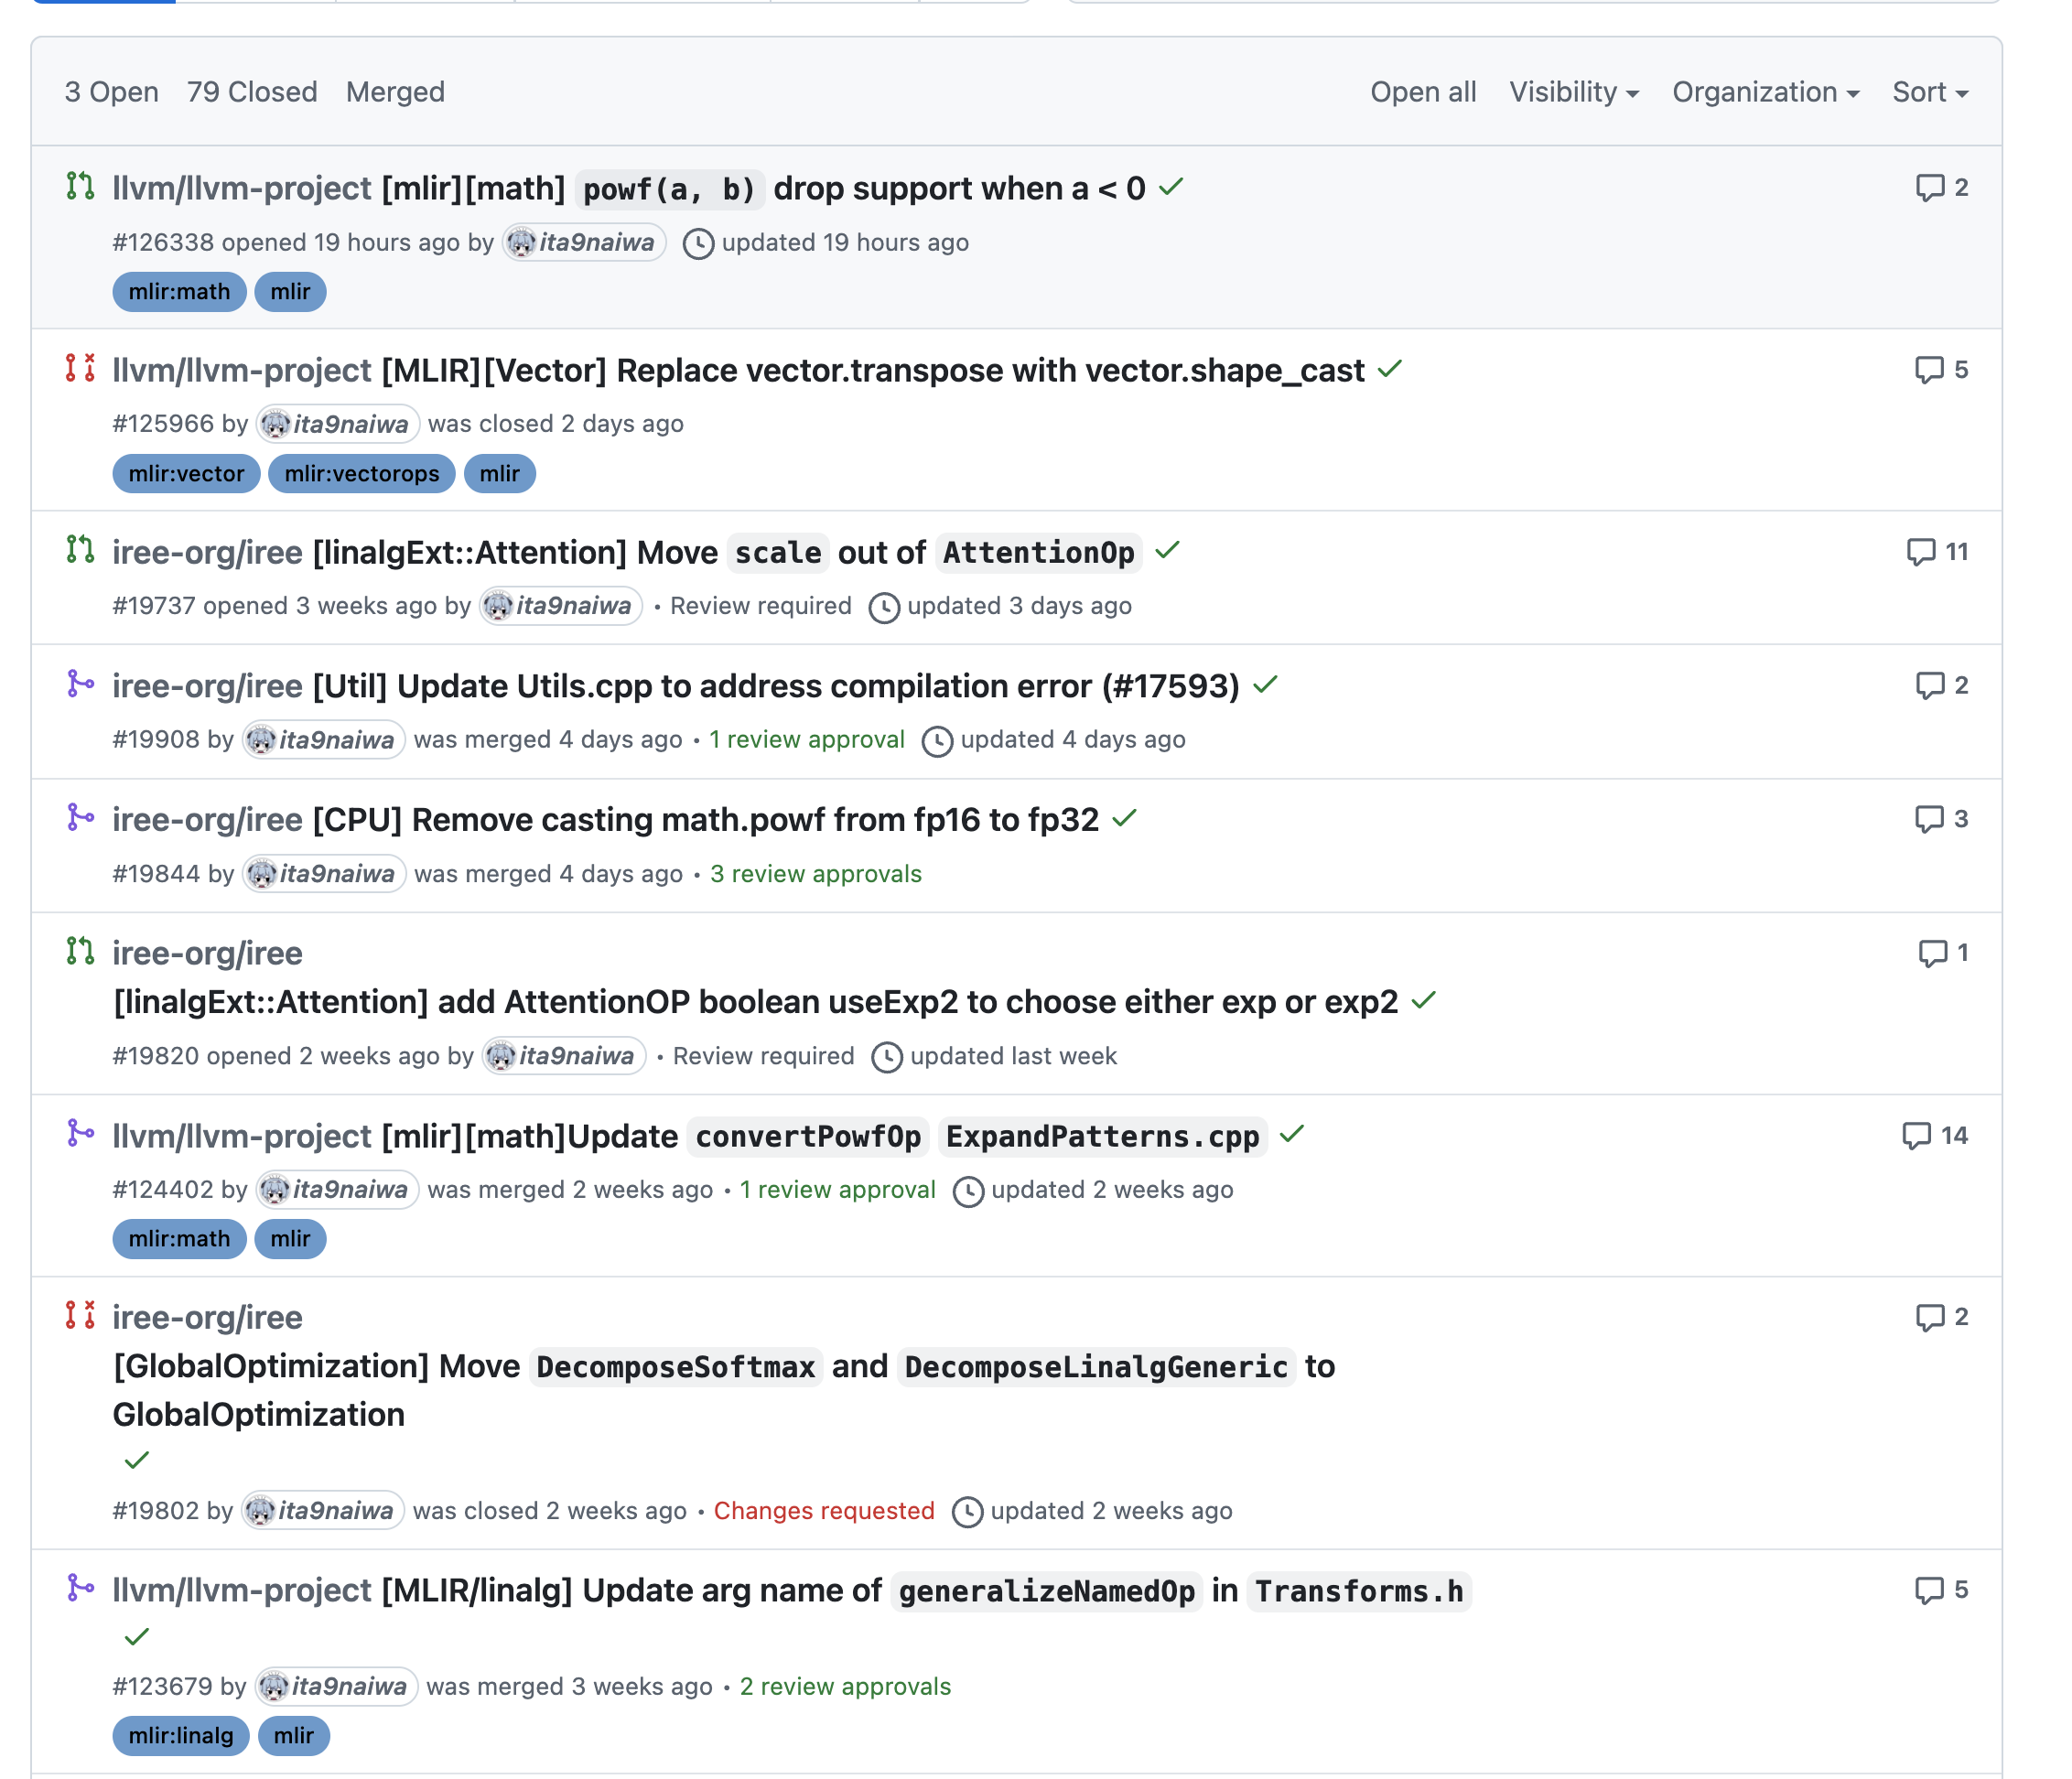 3 Open 79 Closed Merged Open all Visibility Organization Sort
llvm/llvm-project [mlir][math] powf(a, b) drop support when a < 0 2
#126338 opened 19 hours ago by ita9naiwa updated 19 hours ago
mlir:math mlir
llvm/llvm-project [MLIR][Vector] Replace vector.transpose with vector.shape_cast 5
#125966 by ita9naiwa was closed 2 days ago
mlir:vector mlir:vectorops mlir
iree-org/iree [linalgExt::Attention] Move scale out of AttentionOp 11
#19737 opened 3 weeks ago by ita9naiwa • Review required updated 3 days ago
iree-org/iree [Util] Update Utils.cpp to address compilation error (#17593) 2
#19908 by ita9naiwa was merged 4 days ago • 1 review approval updated 4 days ago
iree-org/iree [CPU] Remove casting math.powf from fp16 to fp32 3
#19844 by ita9naiwa was merged 4 days ago • 3 review approvals
iree-org/iree 1
[linalgExt::Attention] add AttentionOP boolean useExp2 to choose either exp or exp2
#19820 opened 2 weeks ago by ita9naiwa • Review required updated last week
llvm/llvm-project [mlir][math]Update convertPowfOp ExpandPatterns.cpp 14
#124402 by ita9naiwa was merged 2 weeks ago • 1 review approval updated 2 weeks ago
mlir:math mlir
iree-org/iree 2
[GlobalOptimization] Move DecomposeSoftmax and DecomposeLinalgGeneric to
GlobalOptimization
#19802 by ita9naiwa was closed 2 weeks ago • Changes requested updated 2 weeks ago
llvm/llvm-project [MLIR/linalg] Update arg name of generalizeNamedOp in Transforms.h 5
#123679 by ita9naiwa was merged 3 weeks ago • 2 review approvals
mlir:linalg mlir